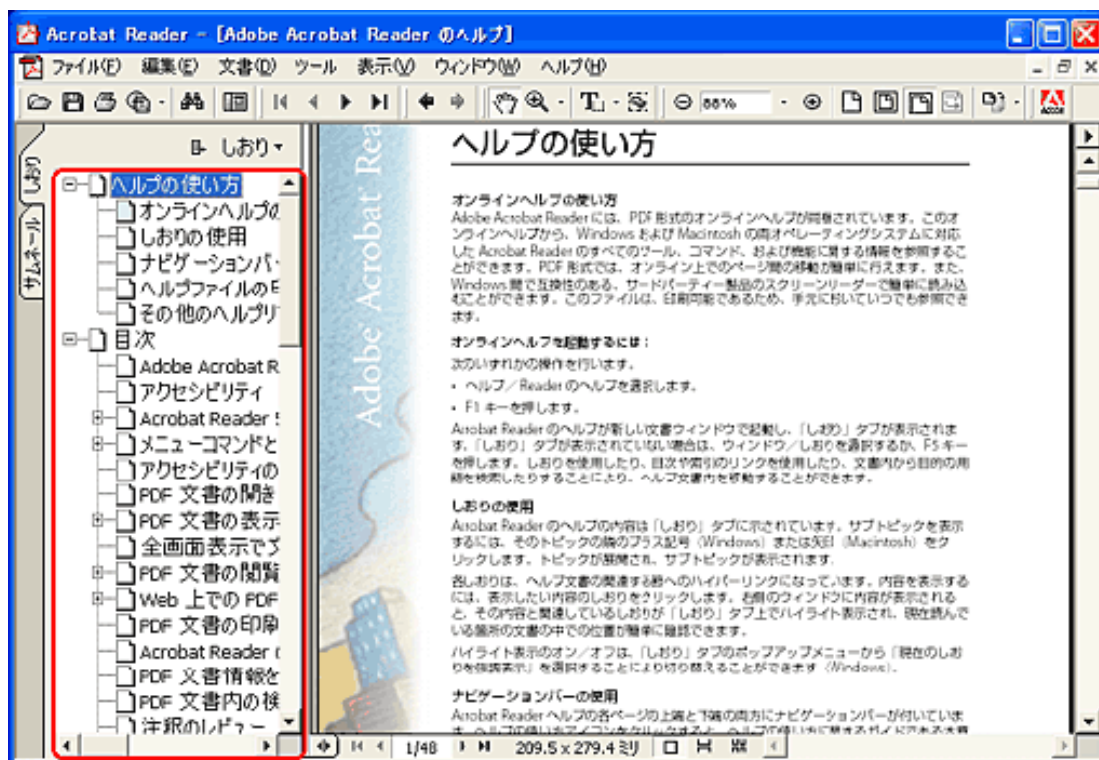 Acrobat Reader - [Adobe Acrobat Reader のヘルプ]
ファイル(F) 編集(E) 文書(D) ツール 表示(V) ウィンドウ(W) ヘルプ(H)
88%
しおり
サムネール
しおり
ヘルプの使い方
オンラインヘルプの
しおりの使用
ナビゲーションバ
ヘルプファイルの
その他のヘルプリ
目次
Adobe Acrobat R
アクセシビリティ
Acrobat Reader
メニューコマンドと
アクセシビリティの
PDF 文書の開き
PDF 文書の表示
全画面表示で
PDF 文書の閲覧
Web 上での PDF
PDF 文書の印刷
Acrobat Reader
PDF 文書情報を
PDF 文書内の検
注釈のレビュー
Adobe Acrobat Rea
ヘルプの使い方
オンラインヘルプの使い方
Adobe Acrobat Reader には、PDF 形式のオンラインヘルプが同梱されています。このオ
ンラインヘルプから、Windows および Macintosh の両オペレーティングシステムに対応
した Acrobat Reader のすべてのツール、コマンド、および機能に関する情報を参照するこ
とができます。PDF 形式では、オンライン上でのページ間の移動が簡単に行えます。また、
Windows 間で互換性のある、サードパーティー製品のスクリーンリーダーで簡単に読み込
むことができます。このファイルは、印刷可能であるため、手元においていつでも参照でき
ます。
オンラインヘルプを起動するには：
次のいずれかの操作を行います。
• ヘルプ／Reader のヘルプを選択します。
• F1 キーを押します。
Acrobat Reader のヘルプが新しい文書ウィンドウで起動し、「しおり」タブが表示されま
す。「しおり」タブが表示されていない場合は、ウィンドウ／しおりを選択するか、F5 キー
を押します。しおりを使用したり、目次や索引のリンクを使用したり、文書内から目的の用
語を検索したりすることにより、ヘルプ文書内を移動することができます。
しおりの使用
Acrobat Reader のヘルプの内容は「しおり」タブに示されています。サブトピックを表示
するには、そのトピックの隣のプラス記号（Windows）または矢印（Macintosh）をク
リックします。トピックが展開され、サブトピックが表示されます。
各しおりは、ヘルプ文書の関連する節へのハイパーリンクになっています。内容を表示する
には、表示したい内容のしおりをクリックします。右側のウィンドウに内容が表示される
と、その内容と関連しているしおりが「しおり」タブ上でハイライト表示され、現在読んで
いる箇所の文書の中での位置が簡単に確認できます。
ハイライト表示のオン／オフは、「しおり」タブのポップアップメニューから「現在のしお
りを強調表示」を選択することにより切り替えることができます（Windows）。
ナビゲーションバーの使用
Acrobat Reader ヘルプの各ページの上端と下端の両方にナビゲーションバーが付いていま
1/48 209.5 x 279.4 ミリ